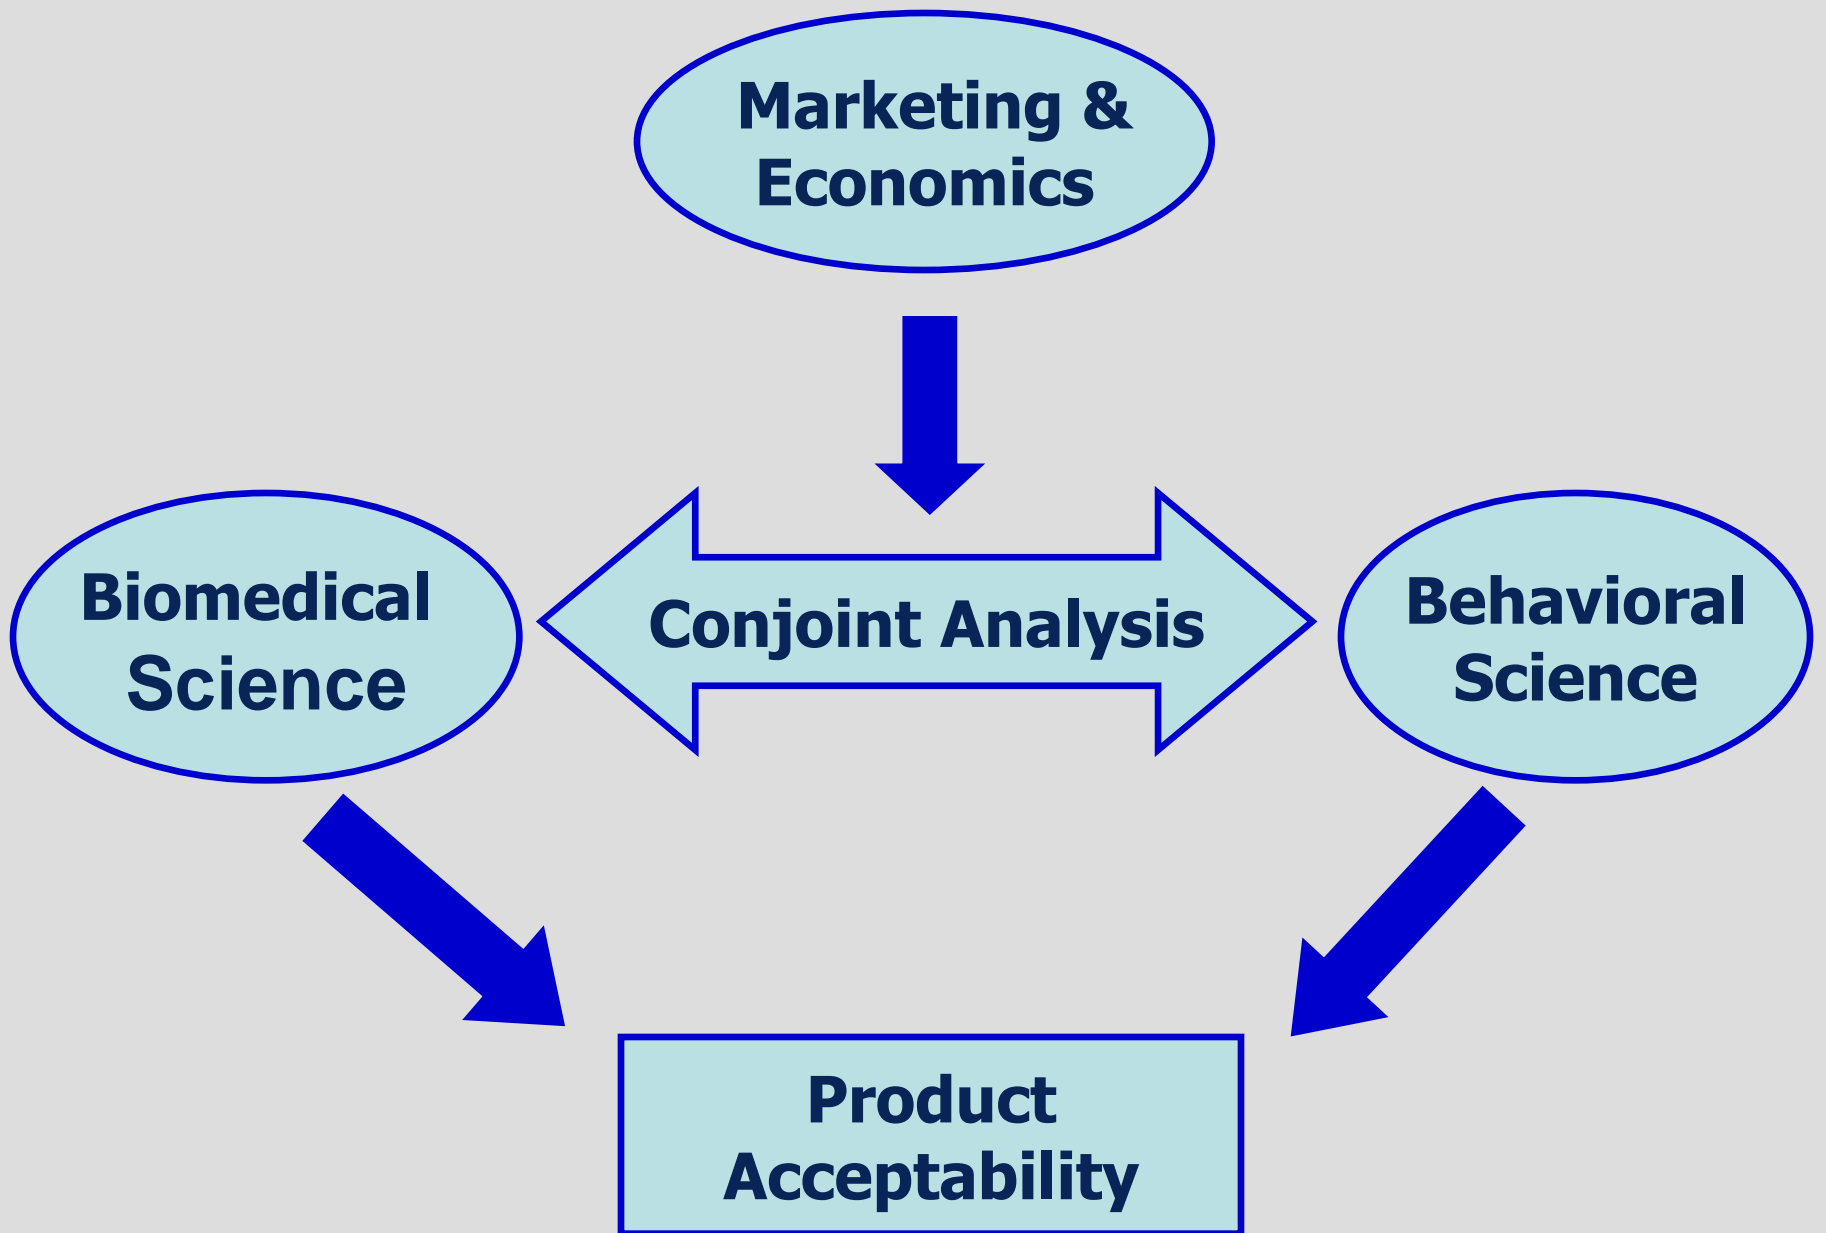 Marketing &
Economics
Biomedical
Science
Conjoint Analysis
Behavioral
Science
Product
Acceptability